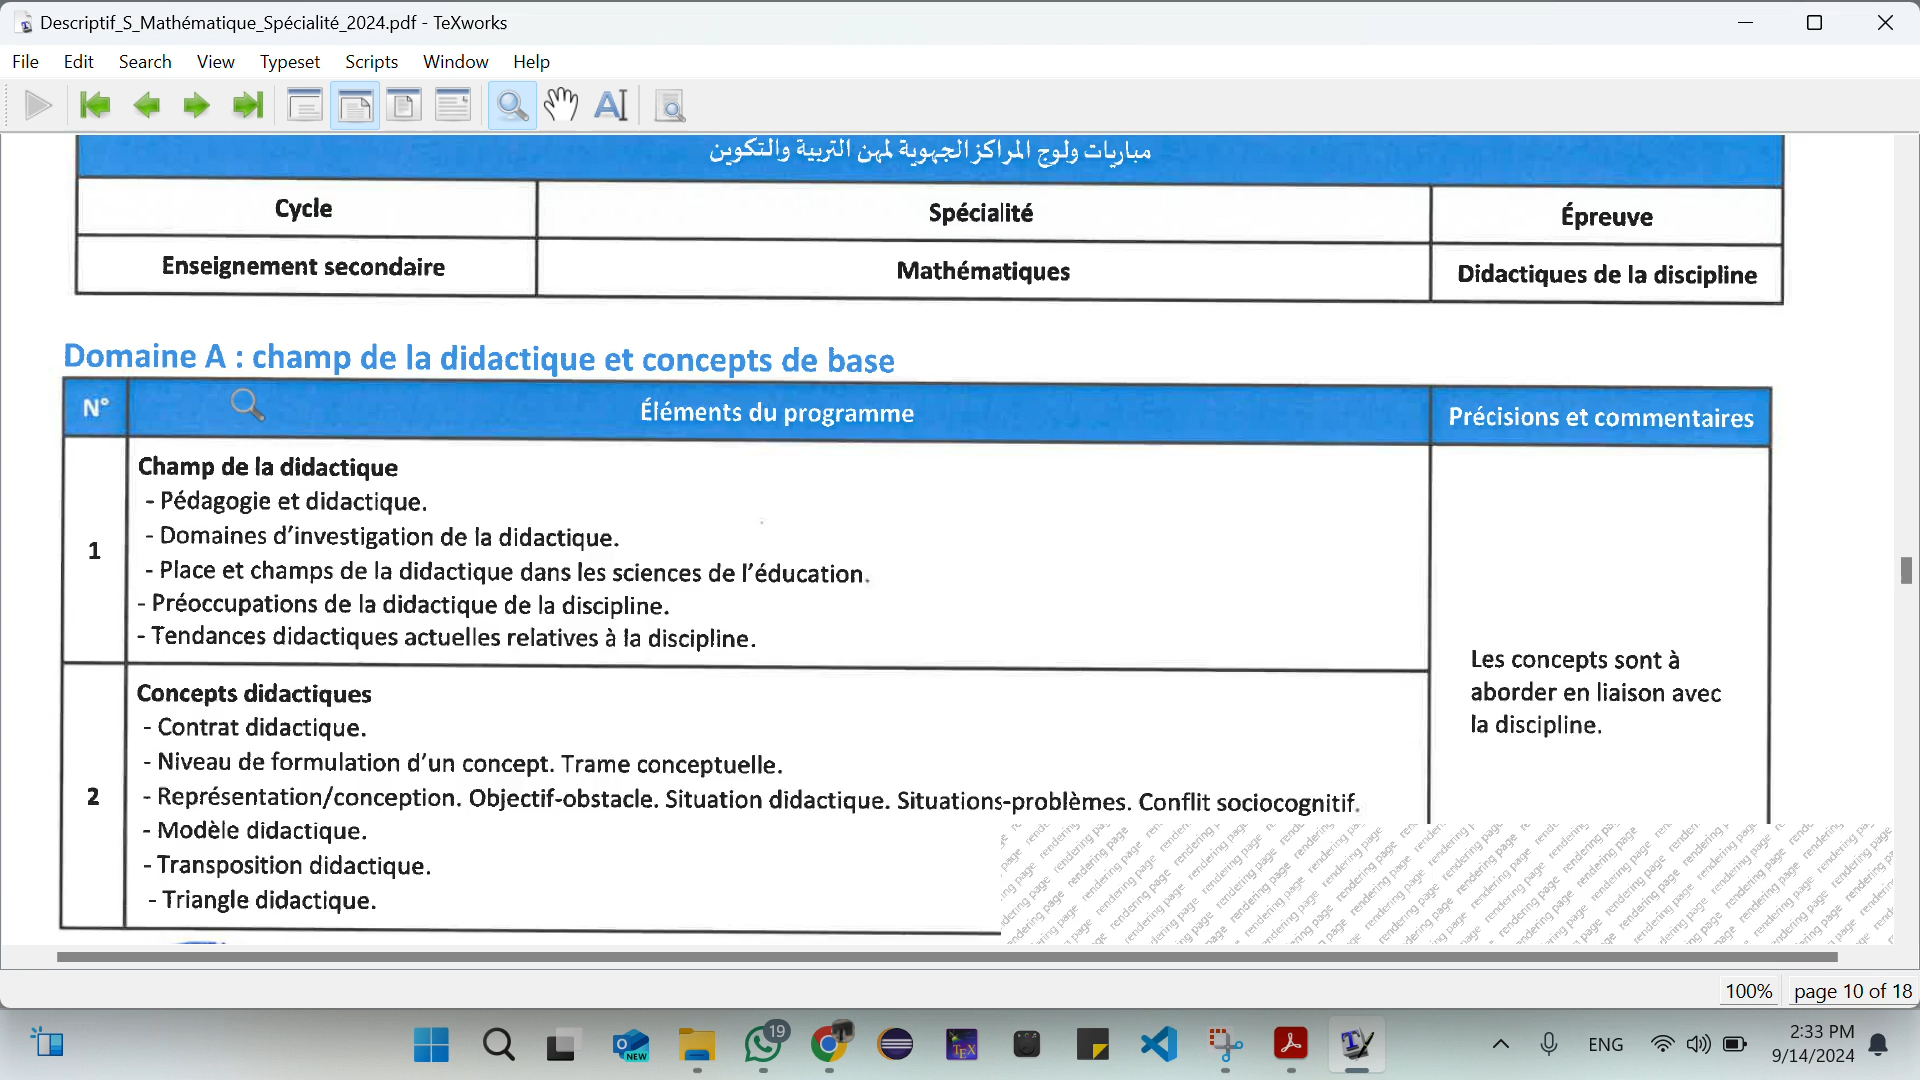 Descriptif_S_Mathématique_Spécialité_2024.pdf - TeXworks
File Edit Search View Typeset Scripts Window Help
مباريات ولوج المراكز الجهوية لمهن التربية والتكوين
Cycle Spécialité Épreuve
Enseignement secondaire Mathématiques Didactiques de la discipline
Domaine A : champ de la didactique et concepts de base
N° Éléments du programme Précisions et commentaires
1
Champ de la didactique
- Pédagogie et didactique.
- Domaines d'investigation de la didactique.
- Place et champs de la didactique dans les sciences de l'éducation.
- Préoccupations de la didactique de la discipline.
- Tendances didactiques actuelles relatives à la discipline.
2
Concepts didactiques
- Contrat didactique.
- Niveau de formulation d'un concept. Trame conceptuelle.
- Représentation/conception. Objectif-obstacle. Situation didactique. Situations-problèmes. Conflit sociocognitif.
- Modèle didactique.
- Transposition didactique.
- Triangle didactique.
Les concepts sont à
aborder en liaison avec
la discipline.
rendering page
100% page 10 of 18
NEW
19
TEX
ENG
2:33 PM
9/14/2024